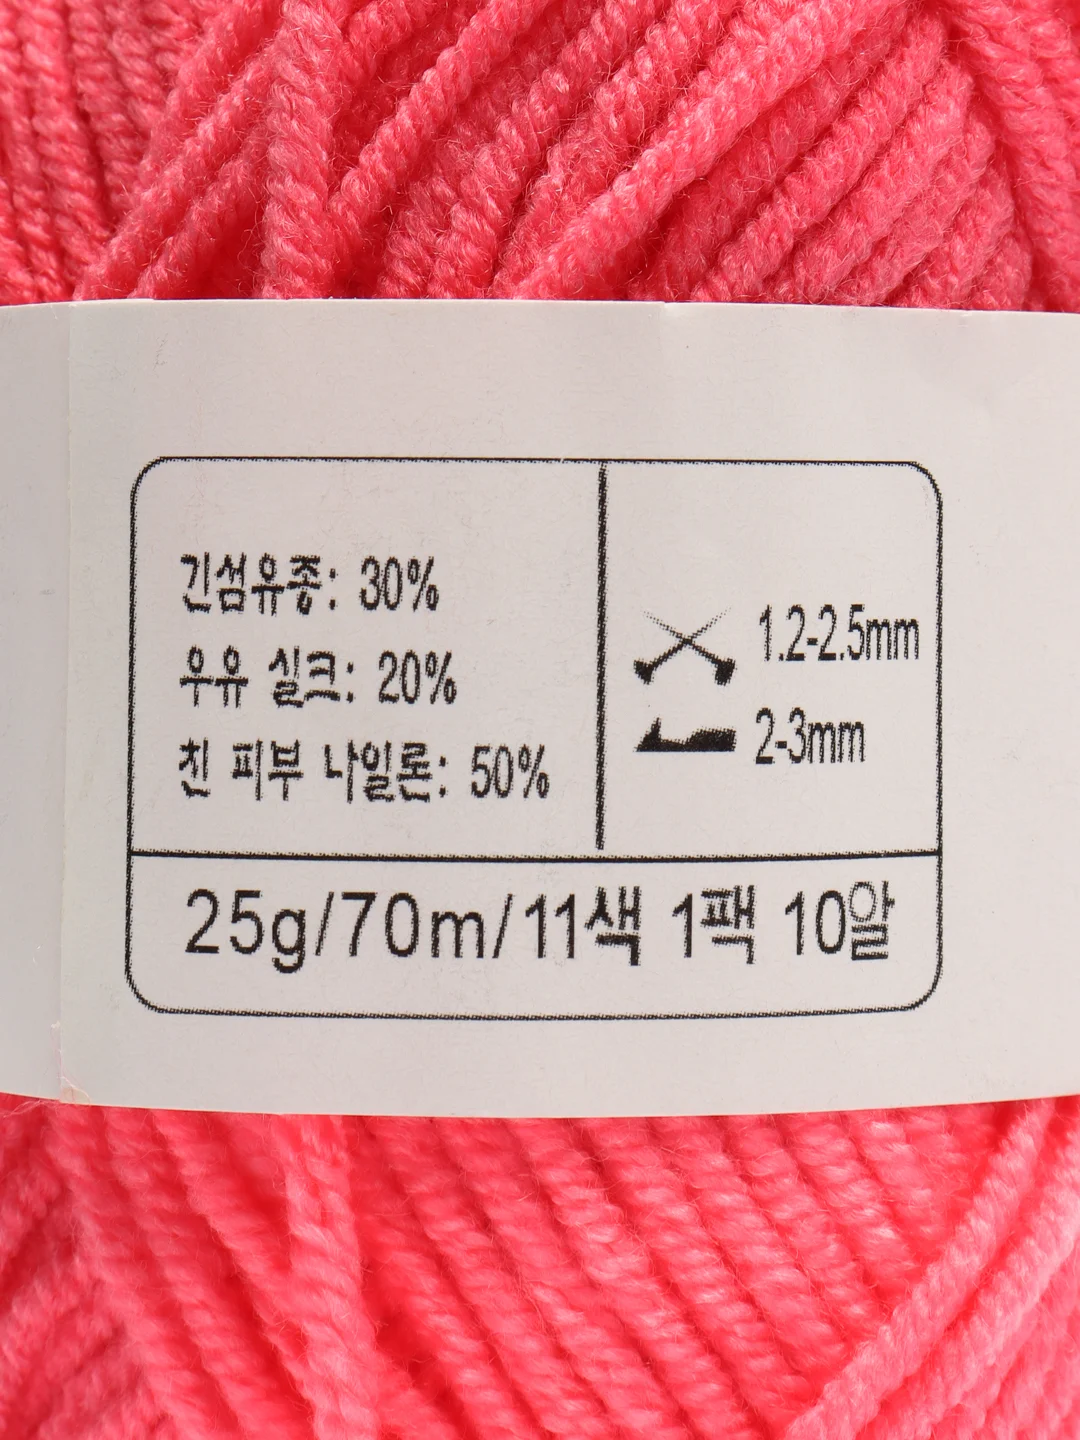 긴섬유종: 30%
우유 실크: 20%
친 피부 나일론: 50%
1.2-2.5mm
2-3mm
25g/70m/11색 1팩 10알